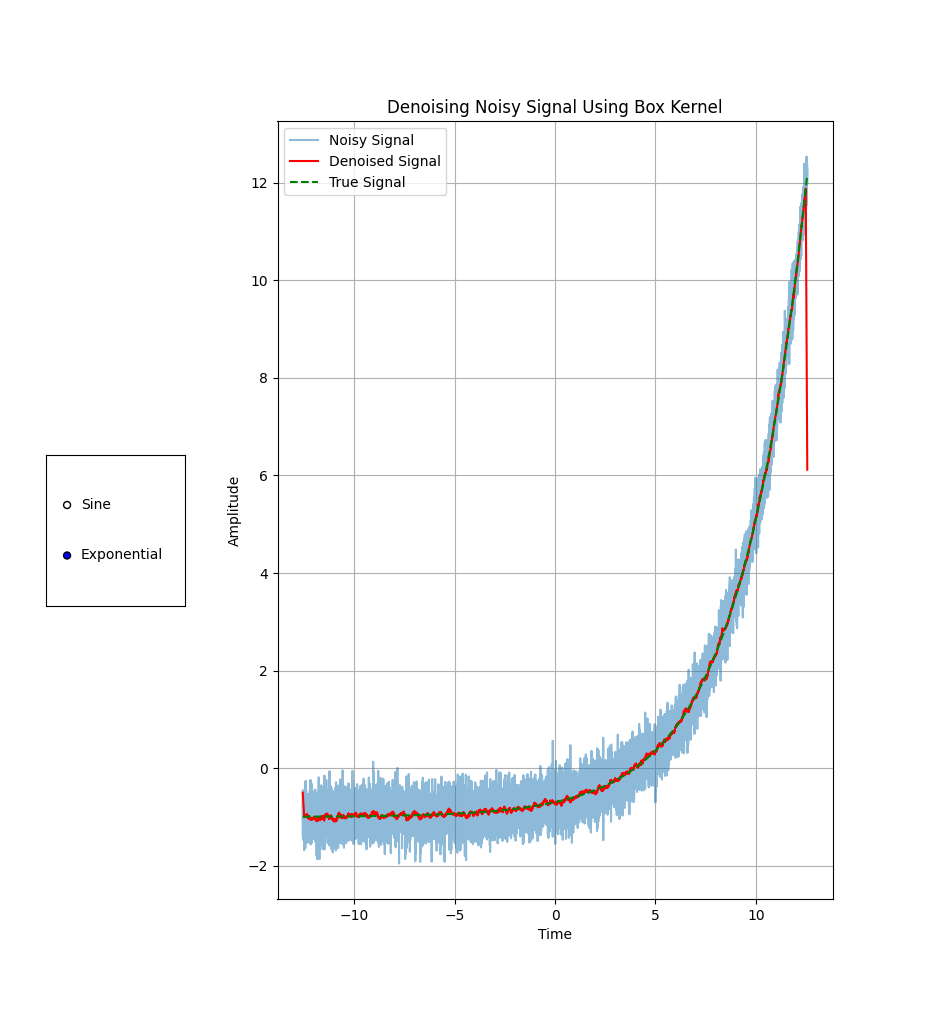 Denoising Noisy Signal Using Box Kernel
Noisy Signal
Denoised Signal
True Signal
12
10
8
6
4
2
0
−2
Amplitude
−10
−5
0
5
10
Time
Sine
Exponential